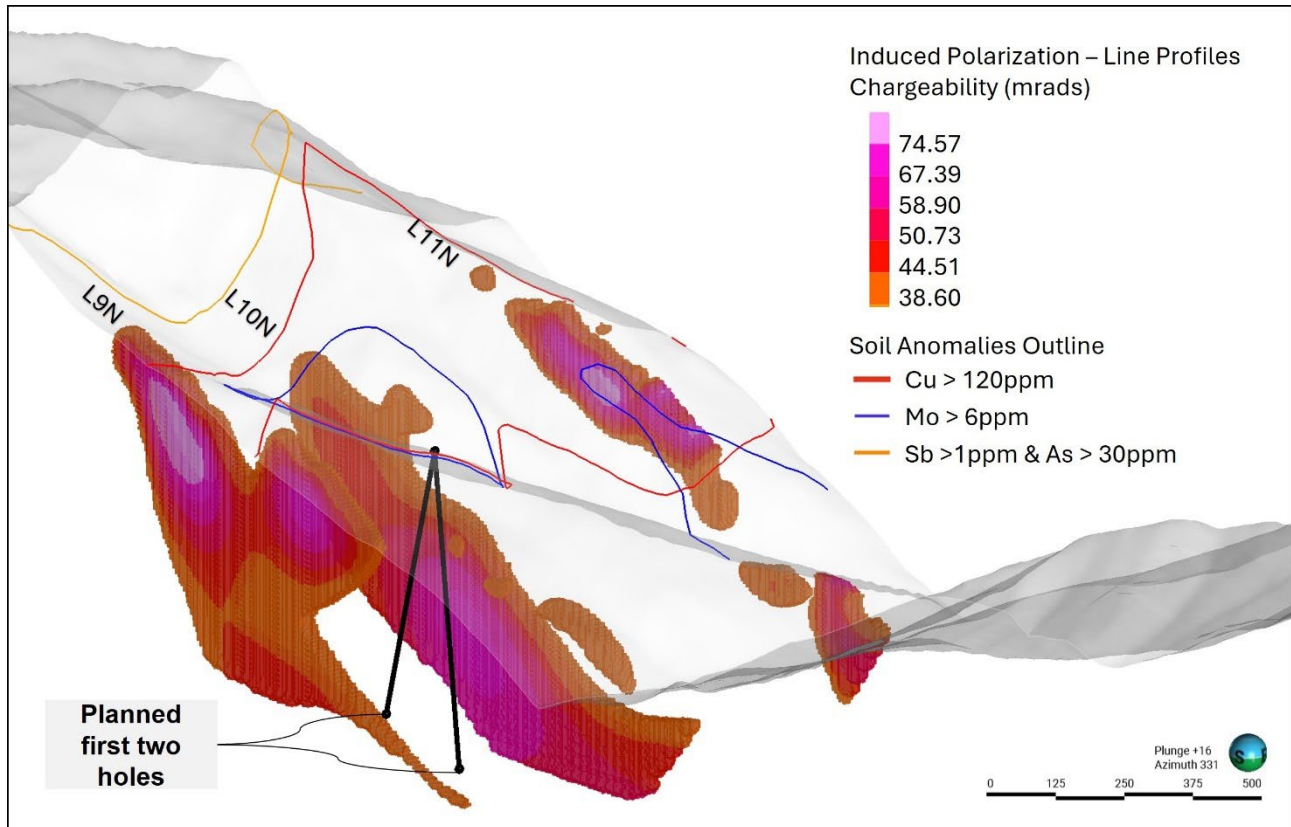 Induced Polarization – Line Profiles
Chargeability (mrads)
74.57
67.39
58.90
50.73
44.51
38.60
Soil Anomalies Outline
Cu > 120ppm
Mo > 6ppm
Sb >1ppm & As > 30ppm
L11N
L10N
L9N
Planned
first two
holes
Plunge +16
Azimuth 331
S
0 125 250 375 500